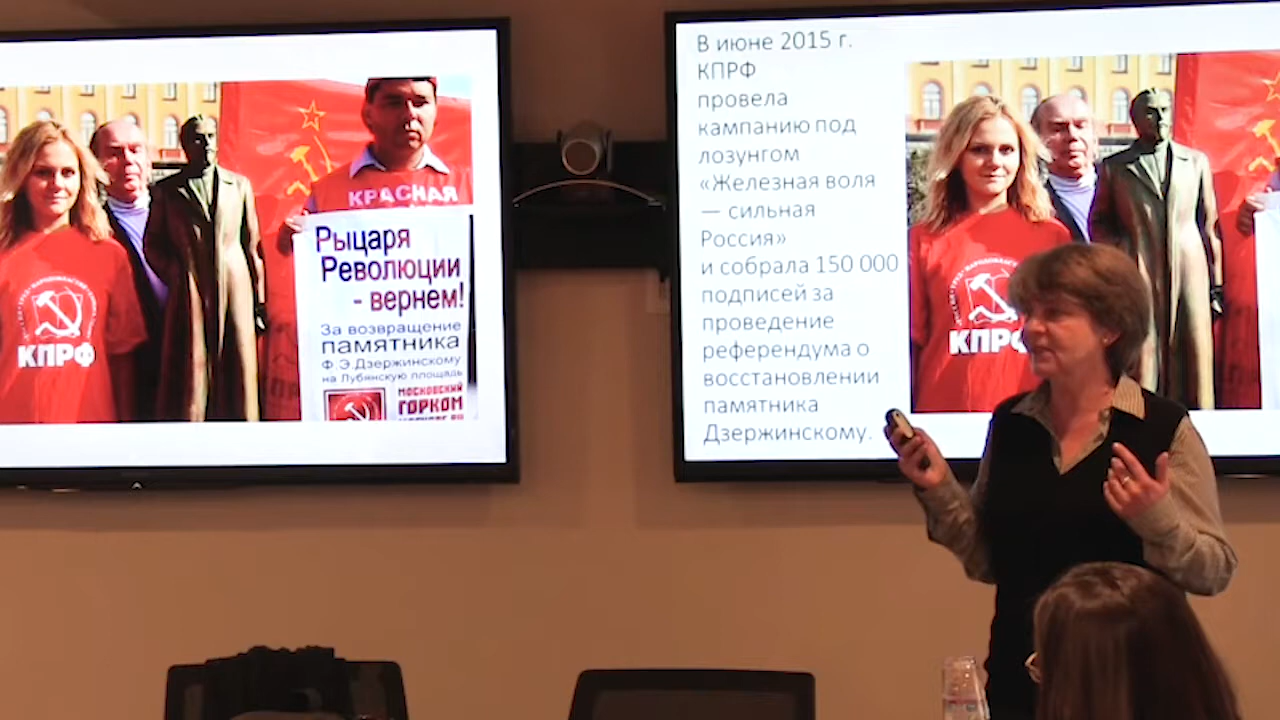 КПРФ
КРАСНАЯ
Рыцаря
Революции
- вернем!
За возвращение
памятника
Ф.Э.Дзержинскому
на Лубянскую площадь
МОСКОВСКИЙ
ГОРКОМ
В июне 2015 г.
КПРФ
провела
кампанию под
лозунгом
«Железная воля
— сильная
Россия»
и собрала 150 000
подписей за
проведение
референдума о
восстановлении
памятника
Дзержинскому.
КПРФ